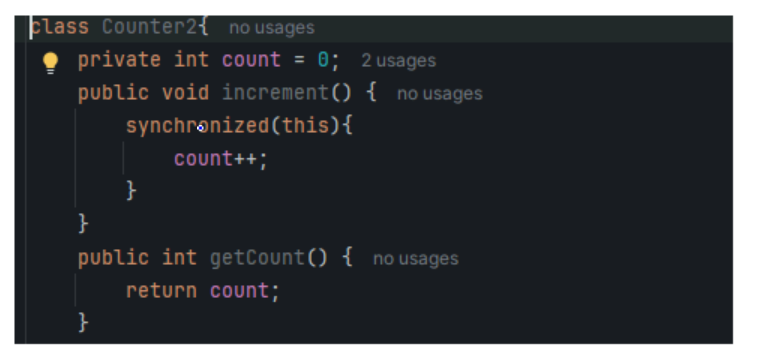 class Counter2{ no usages
private int count = 0; 2 usages
public void increment() { no usages
synchronized(this){
count++;
}
}
public int getCount() { no usages
return count;
}